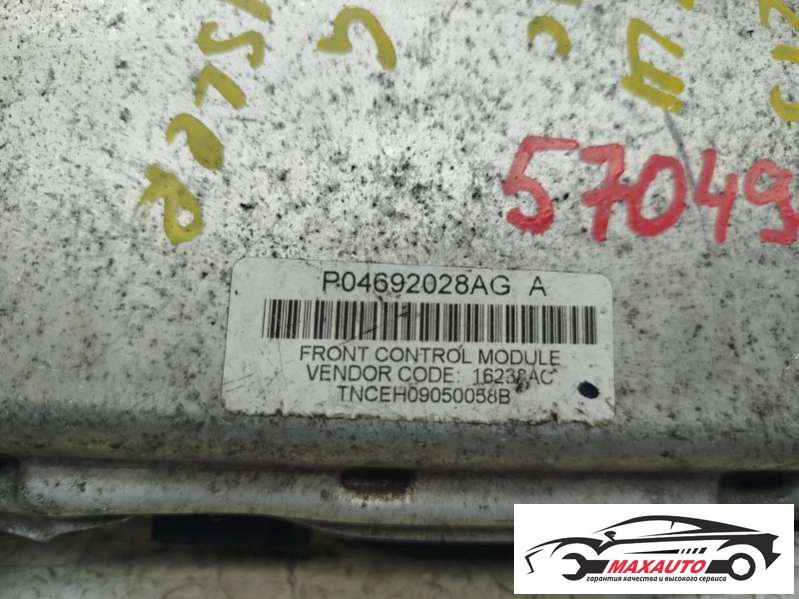 57049
P04692028AG A
FRONT CONTROL MODULE
VENDOR CODE: 16238AC
TNCEH09050058B
MAXAUTO
гарантия качества и высокого сервиса